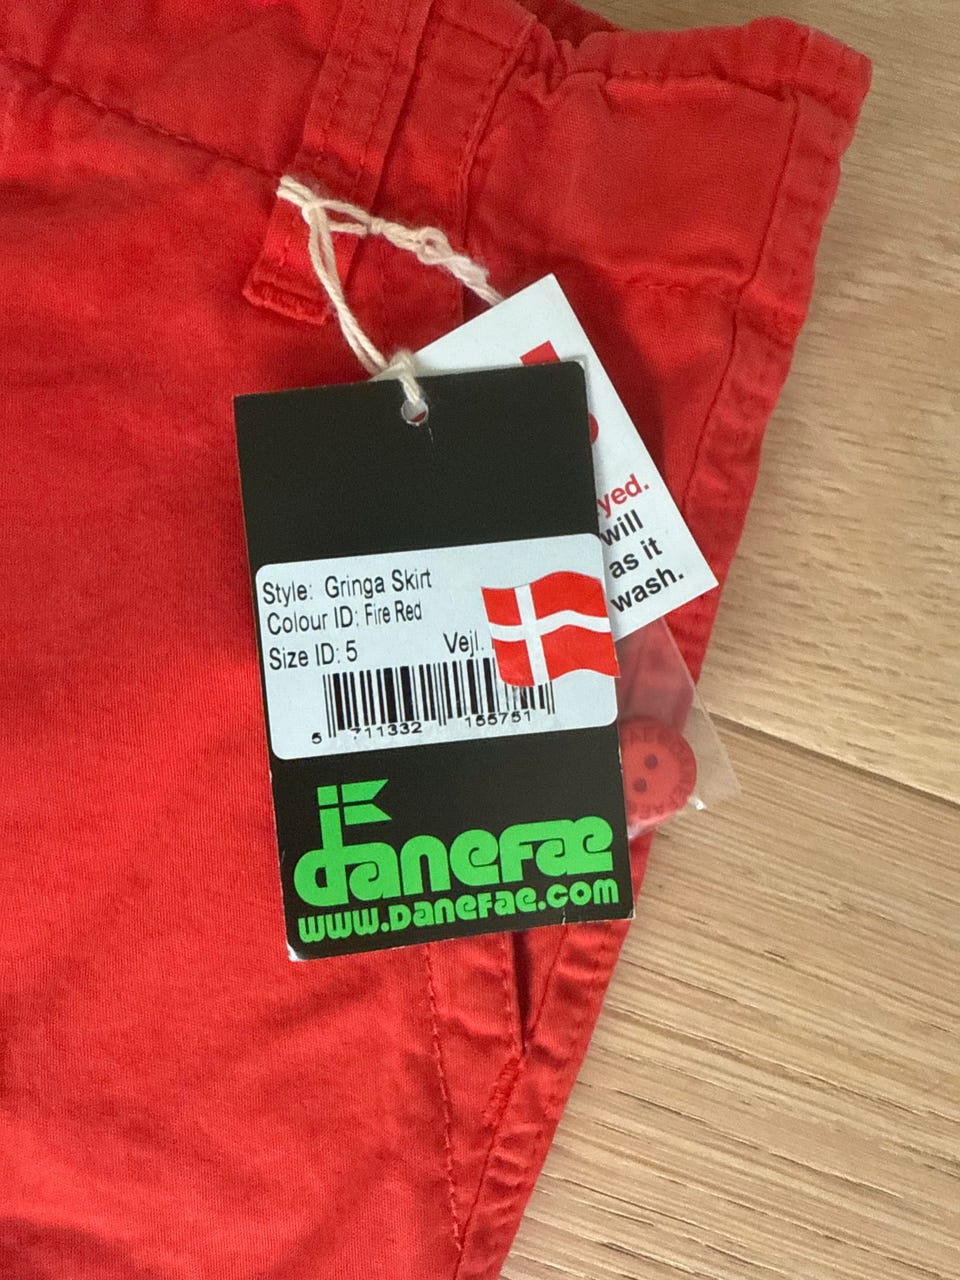 yed.
will
as it
wash.
Style: Gringa Skirt
Colour ID: Fire Red
Size ID: 5
Vejl.
5 711332 155751
danefae
www.danefae.com